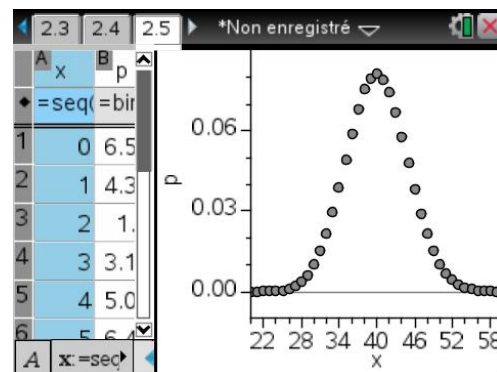 2.3 2.4 2.5 *Non enregistré
A x B p
=seq( =bin
1 0 6.5
2 1 4.3
3 2 1.
4 3 3.1
5 4 5.0
6 5 6.4
A x:=seq
p
0.06
0.03
0.00
22 28 34 40 46 52 58
x